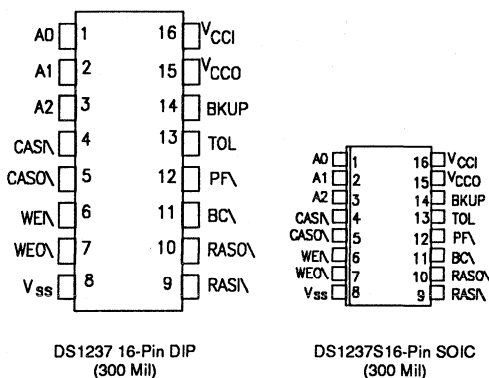 A0 1 16 VCCI
A1 2 15 VCCO
A2 3 14 BKUP
CASI\ 4 13 TOL
CASO\ 5 12 PF\
WEI\ 6 11 BC\
WEO\ 7 10 RASO\
VSS 8 9 RASI\
DS1237 16-Pin DIP
(300 Mil)
A0 1 16 VCCI
A1 2 15 VCCO
A2 3 14 BKUP
CASI\ 4 13 TOL
CASO\ 5 12 PF\
WEI\ 6 11 BC\
WEO\ 7 10 RASO\
VSS 8 9 RASI\
DS1237S16-Pin SOIC
(300 Mil)